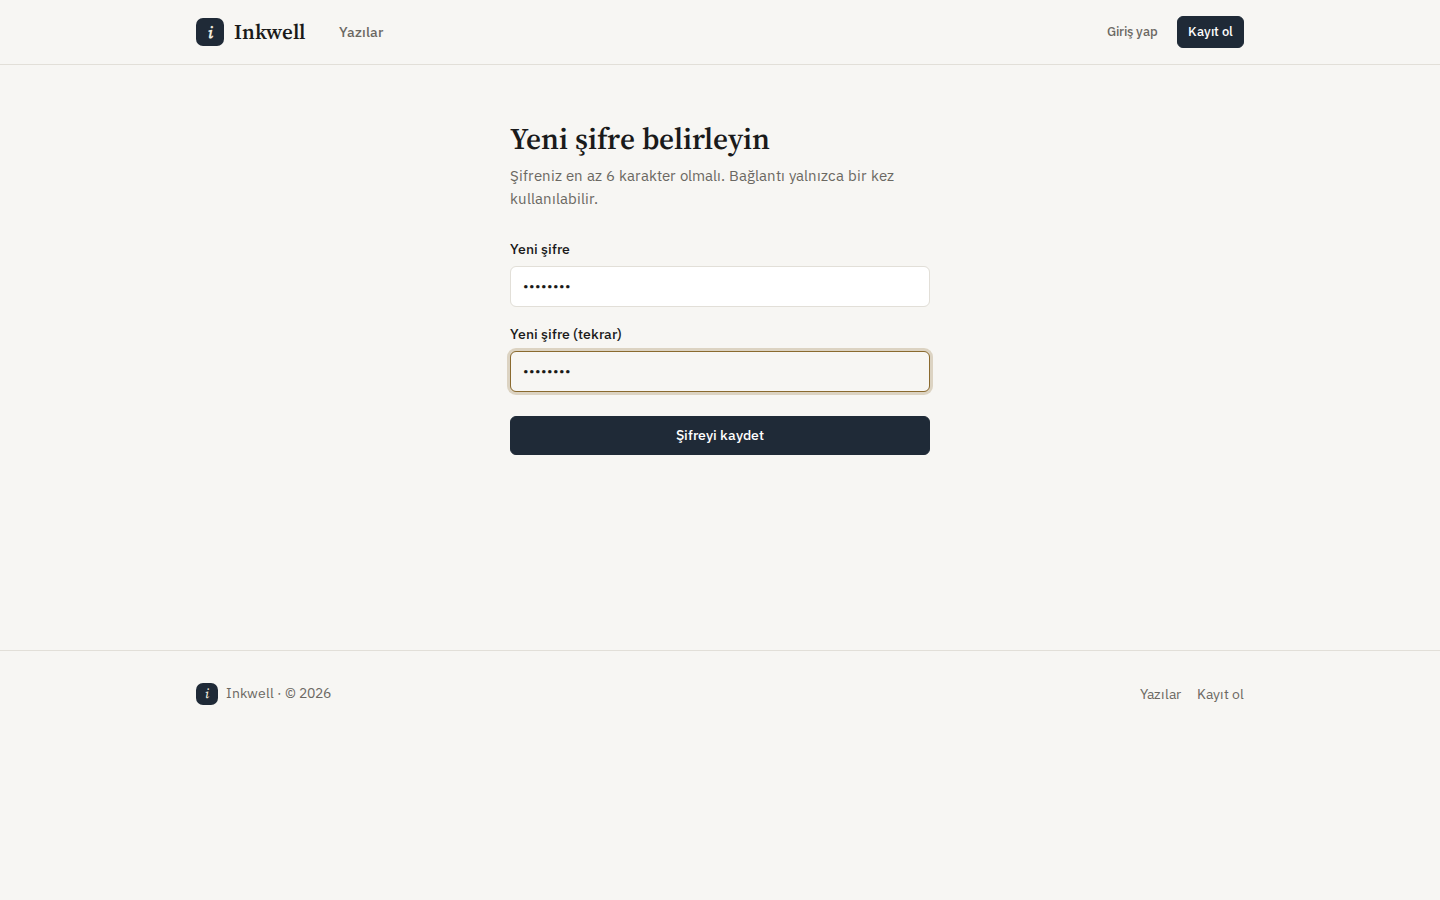 i Inkwell Yazılar Giriş yap Kayıt ol
Yeni şifre belirleyin
Şifreniz en az 6 karakter olmalı. Bağlantı yalnızca bir kez
kullanılabilir.
Yeni şifre
••••••••
Yeni şifre (tekrar)
••••••••
Şifreyi kaydet
i Inkwell · © 2026 Yazılar Kayıt ol